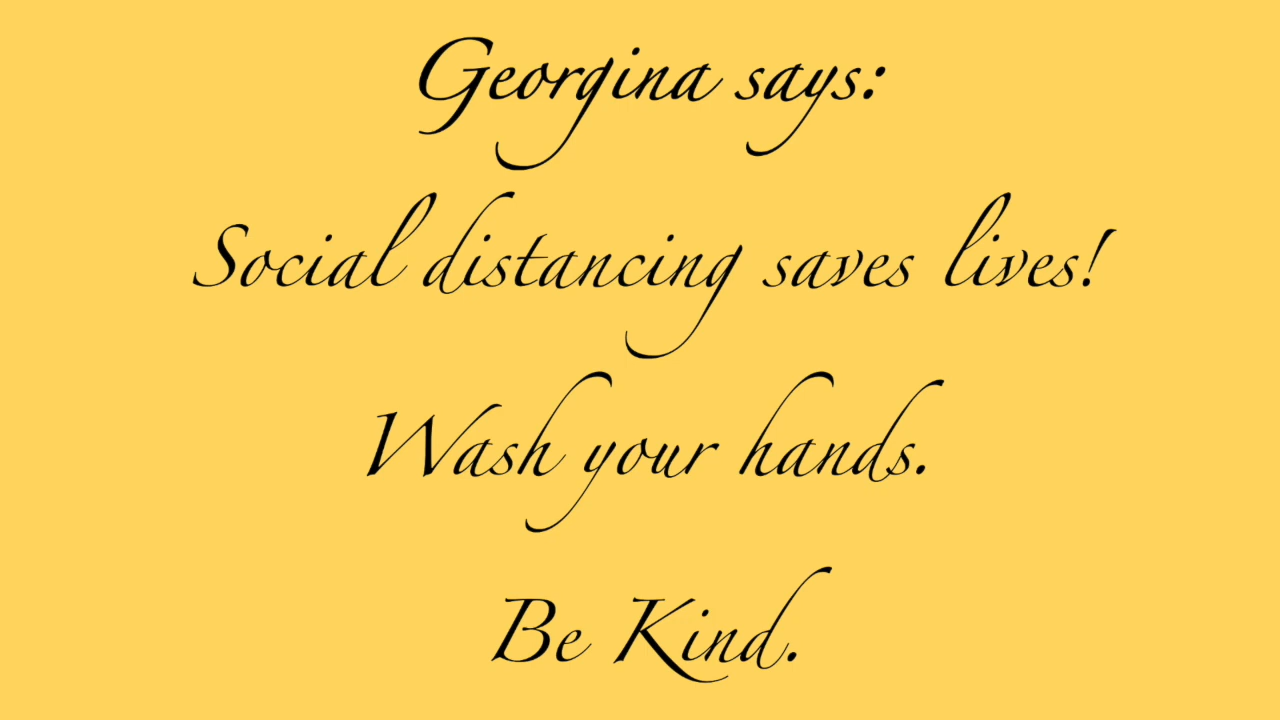 Georgina says:
Social distancing saves lives!
Wash your hands.
Be Kind.